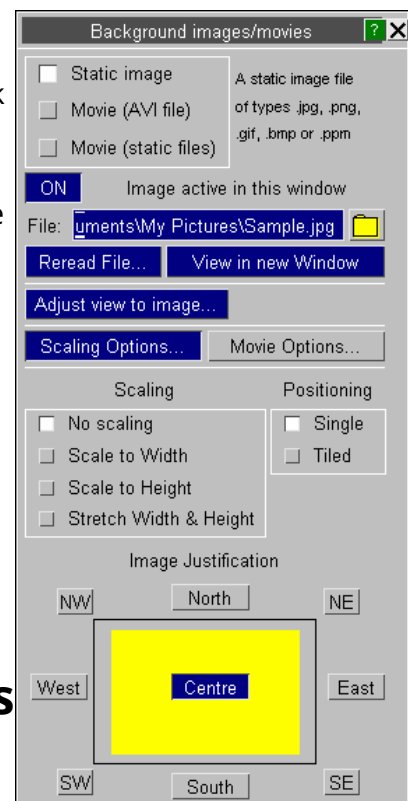 Background images/movies ? X
Static image
Movie (AVI file)
Movie (static files)
A static image file
of types .jpg, .png,
.gif, .bmp or .ppm
k
ON Image active in this window
e
File: uments\My Pictures\Sample.jpg
Reread File... View in new Window
Adjust view to image...
Scaling Options... Movie Options...
Scaling Positioning
No scaling Single
Scale to Width Tiled
Scale to Height
Stretch Width & Height
Image Justification
NW North NE
s
West Centre East
SW South SE